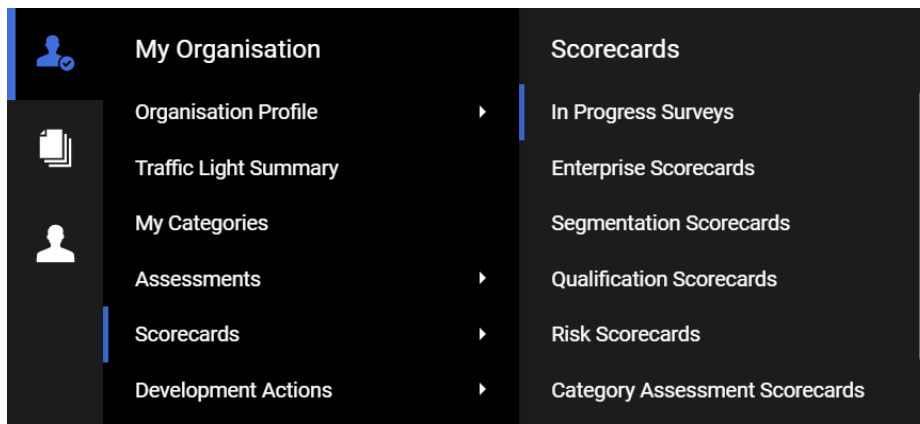 My Organisation
Organisation Profile
Traffic Light Summary
My Categories
Assessments
Scorecards
Development Actions
Scorecards
In Progress Surveys
Enterprise Scorecards
Segmentation Scorecards
Qualification Scorecards
Risk Scorecards
Category Assessment Scorecards